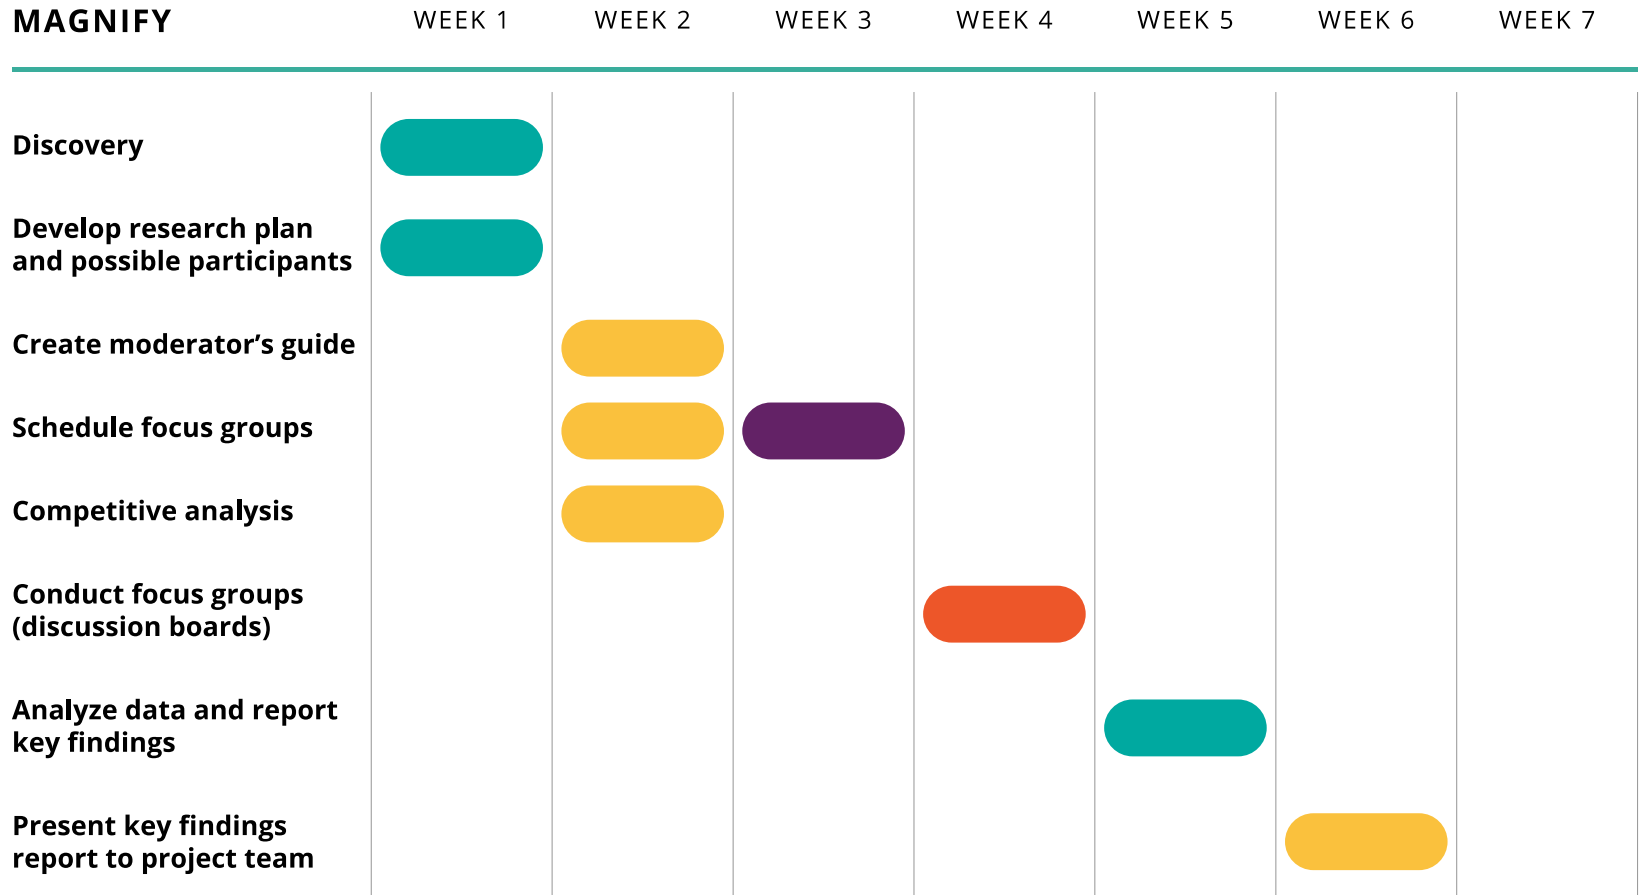 MAGNIFY WEEK 1 WEEK 2 WEEK 3 WEEK 4 WEEK 5 WEEK 6 WEEK 7
Discovery
Develop research plan
and possible participants
Create moderator’s guide
Schedule focus groups
Competitive analysis
Conduct focus groups
(discussion boards)
Analyze data and report
key findings
Present key findings
report to project team